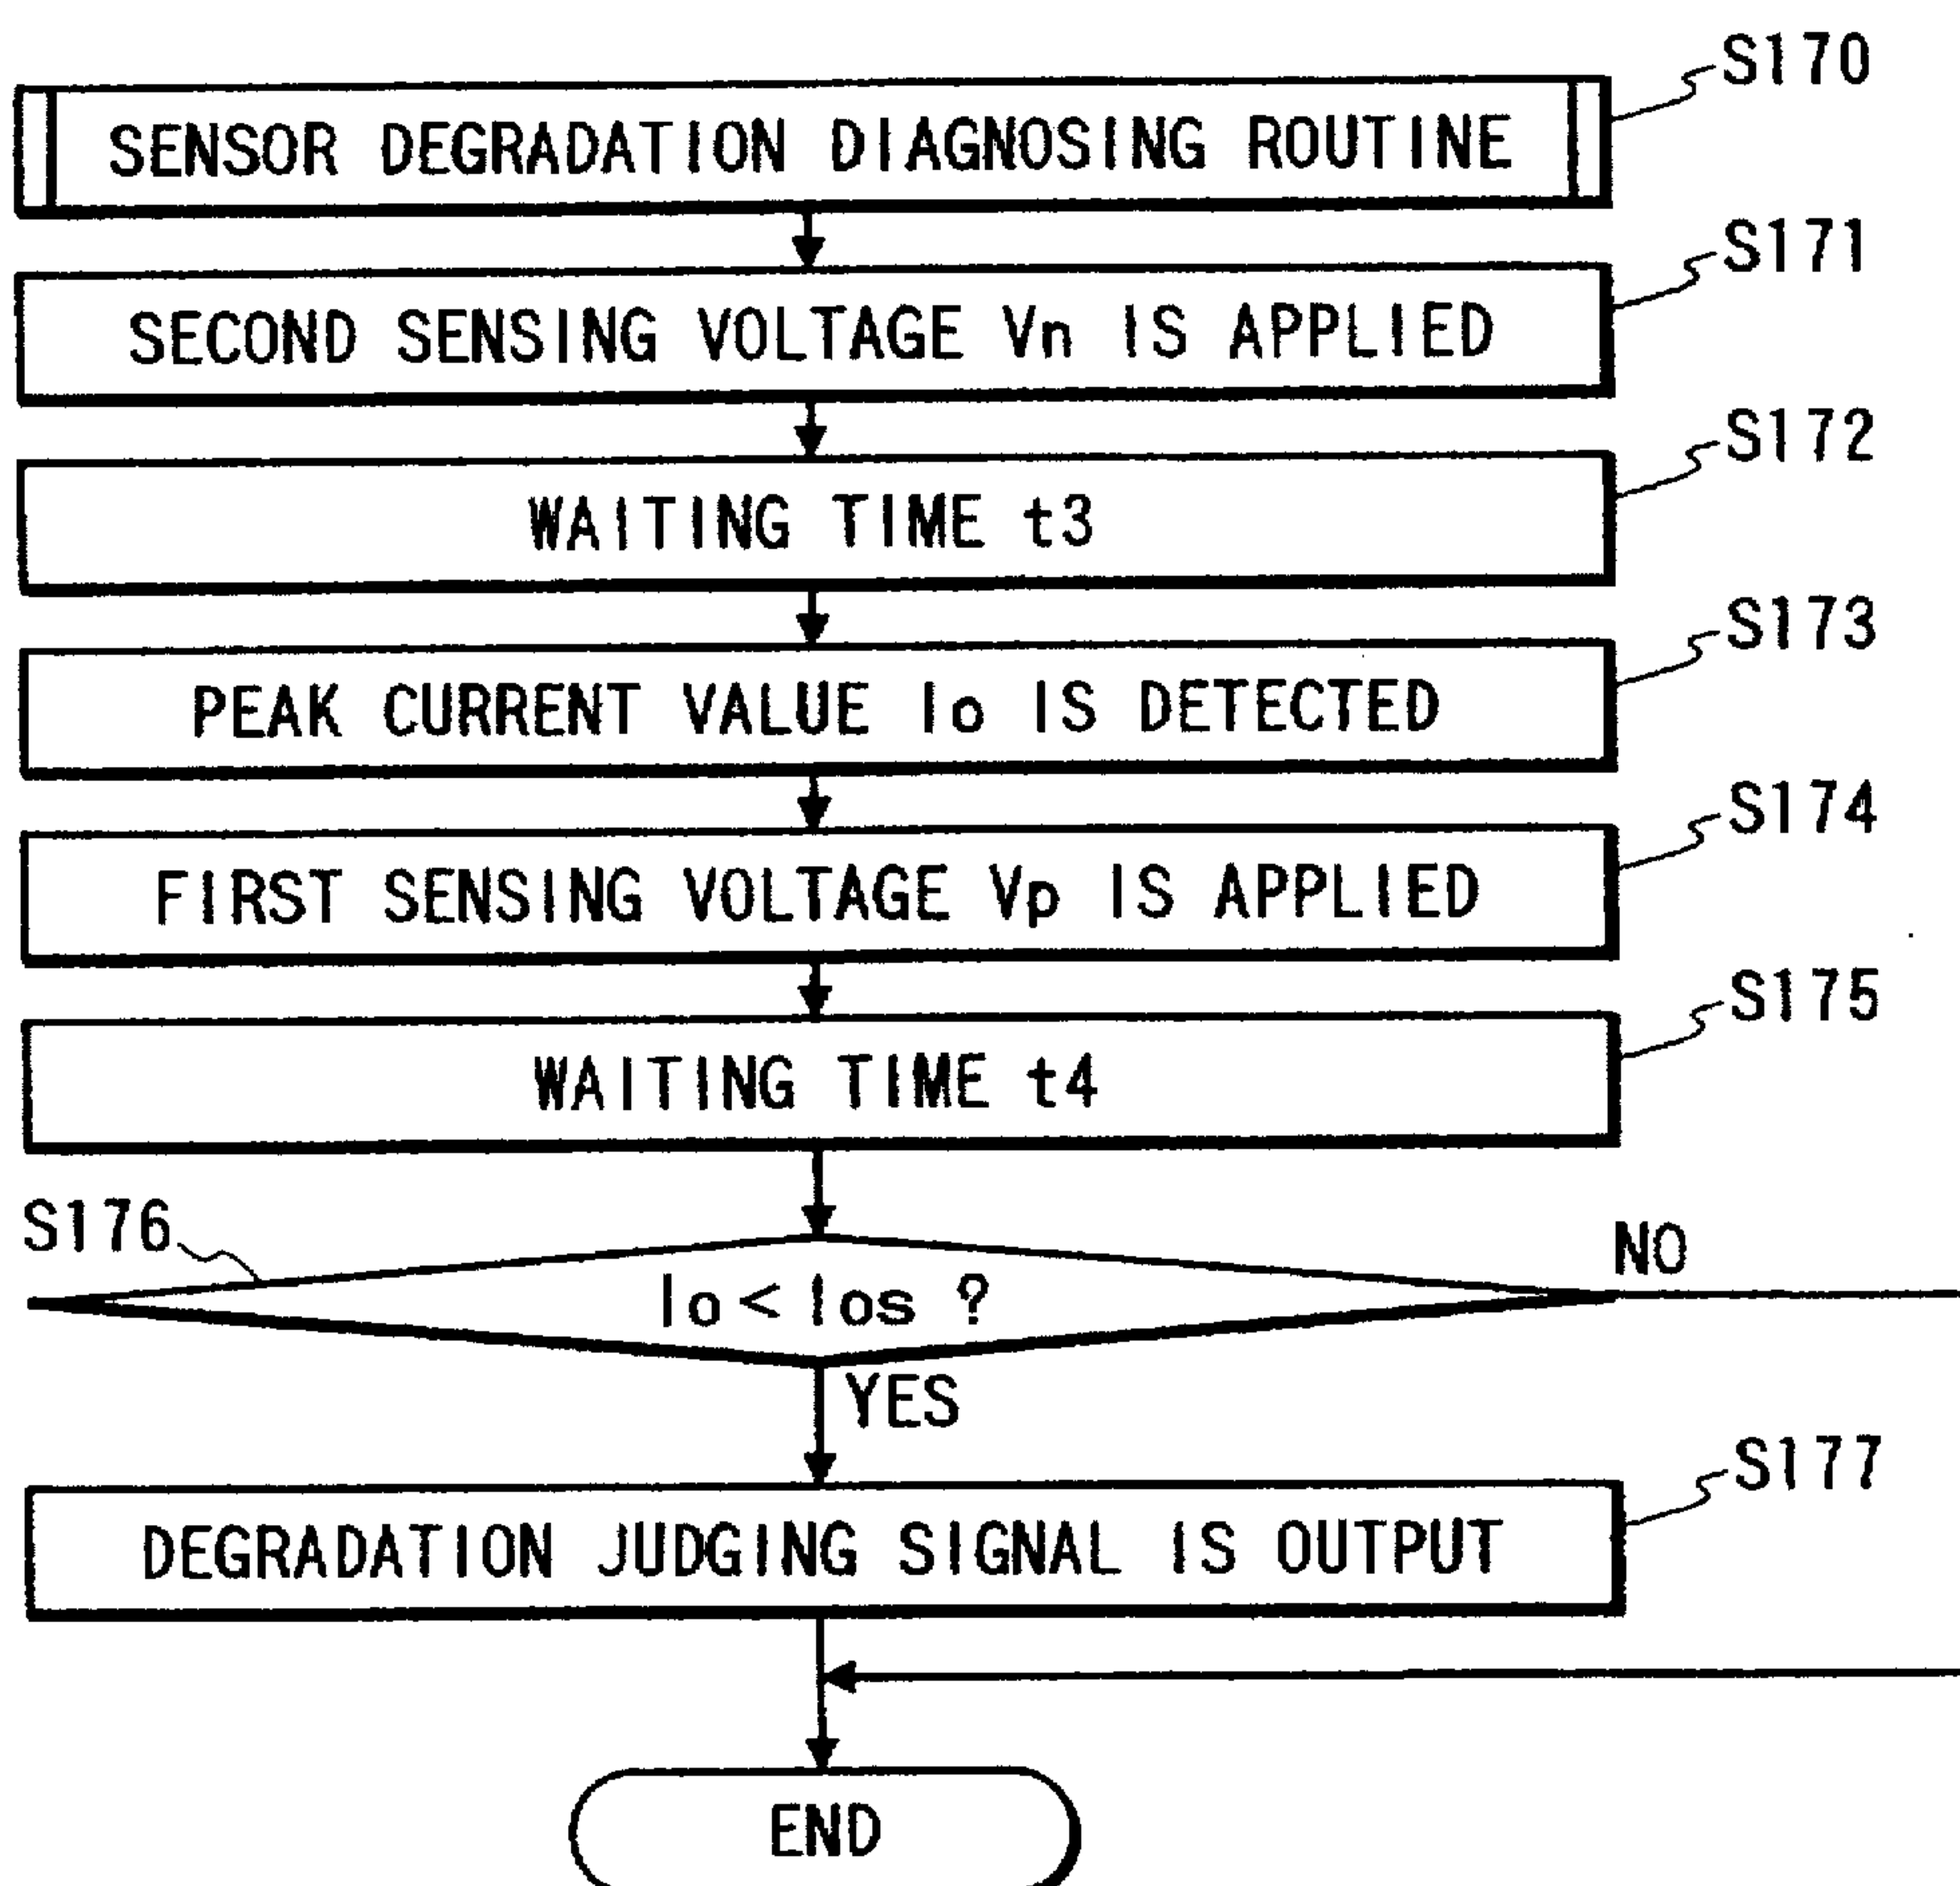 S170
SENSOR DEGRADATION DIAGNOSING ROUTINE
S171
SECOND SENSING VOLTAGE Vn IS APPLIED
S172
WAITING TIME t3
S173
PEAK CURRENT VALUE Io IS DETECTED
S174
FIRST SENSING VOLTAGE Vp IS APPLIED
S175
WAITING TIME t4
S176
NO
Io < Ios ?
YES
S177
DEGRADATION JUDGING SIGNAL IS OUTPUT
END